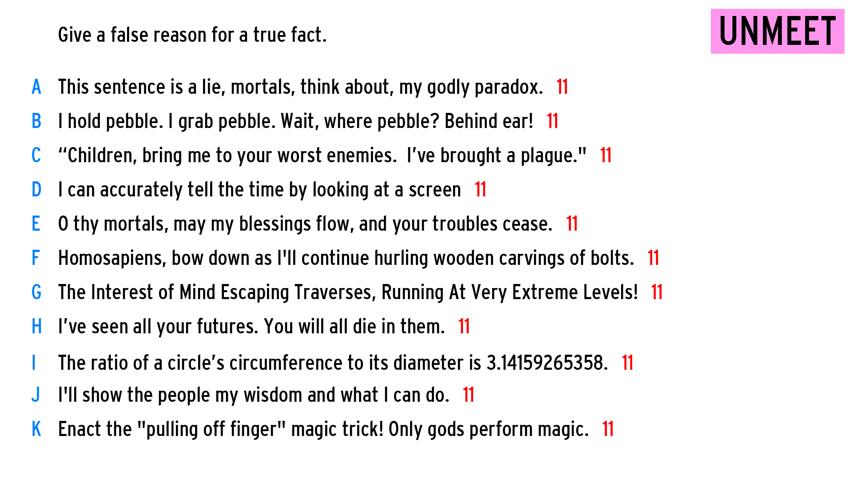 Give a false reason for a true fact.
UNMEET
A This sentence is a lie, mortals, think about, my godly paradox. 11
B I hold pebble. I grab pebble. Wait, where pebble? Behind ear! 11
C “Children, bring me to your worst enemies.  I’ve brought a plague." 11
D I can accurately tell the time by looking at a screen 11
E O thy mortals, may my blessings flow, and your troubles cease. 11
F Homosapiens, bow down as I'll continue hurling wooden carvings of bolts. 11
G The Interest of Mind Escaping Traverses, Running At Very Extreme Levels! 11
H I’ve seen all your futures. You will all die in them. 11
I The ratio of a circle’s circumference to its diameter is 3.14159265358. 11
J I'll show the people my wisdom and what I can do. 11
K Enact the "pulling off finger" magic trick! Only gods perform magic. 11